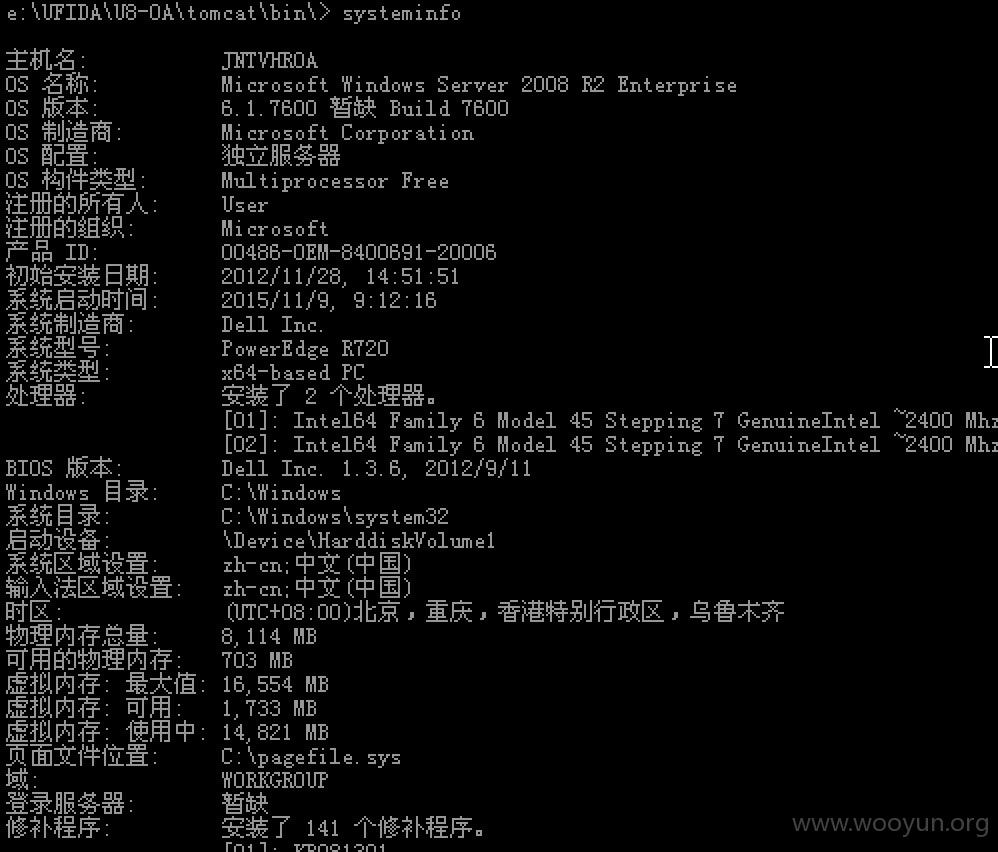 e:\UFIDA\U8-OA\tomcat\bin\> systeminfo
主机名: JNTVHROA
OS 名称: Microsoft Windows Server 2008 R2 Enterprise
OS 版本: 6.1.7600 暂缺 Build 7600
OS 制造商: Microsoft Corporation
OS 配置: 独立服务器
OS 构件类型: Multiprocessor Free
注册的所有人: User
注册的组织: Microsoft
产品 ID: 00486-OEM-8400691-20006
初始安装日期: 2012/11/28, 14:51:51
系统启动时间: 2015/11/9, 9:12:16
系统制造商: Dell Inc.
系统型号: PowerEdge R720
系统类型: x64-based PC
处理器: 安装了 2 个处理器。
[01]: Intel64 Family 6 Model 45 Stepping 7 GenuineIntel ~2400 Mhz
[02]: Intel64 Family 6 Model 45 Stepping 7 GenuineIntel ~2400 Mhz
BIOS 版本: Dell Inc. 1.3.6, 2012/9/11
Windows 目录: C:\Windows
系统目录: C:\Windows\system32
启动设备: \Device\HarddiskVolume1
系统区域设置: zh-cn;中文(中国)
输入法区域设置: zh-cn;中文(中国)
时区: (UTC+08:00)北京，重庆，香港特别行政区，乌鲁木齐
物理内存总量: 8,114 MB
可用的物理内存: 703 MB
虚拟内存: 最大值: 16,554 MB
虚拟内存: 可用: 1,733 MB
虚拟内存: 使用中: 14,821 MB
页面文件位置: C:\pagefile.sys
域: WORKGROUP
登录服务器: 暂缺
修补程序: 安装了 141 个修补程序。
[01]: KB981391
www.wooyun.org